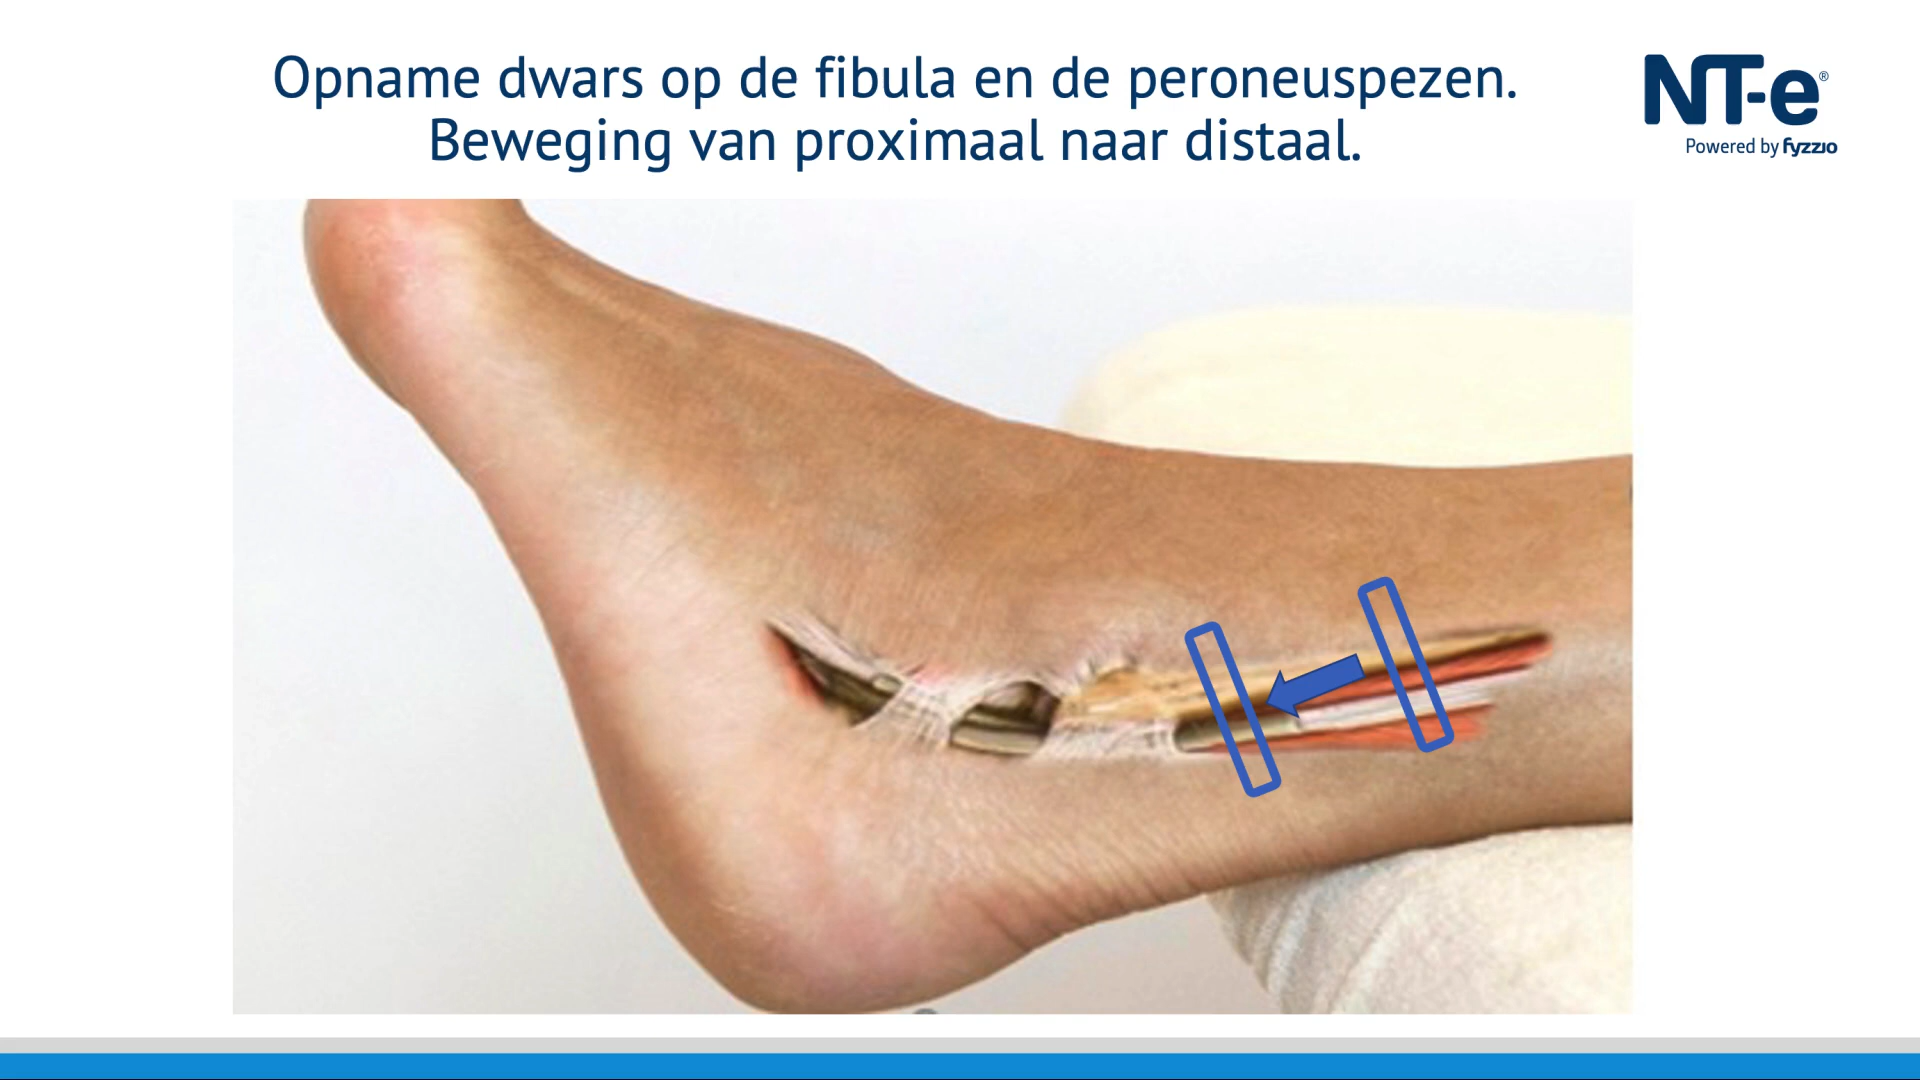 Opname dwars op de fibula en de peroneuspezen.
Beweging van proximaal naar distaal.
NT-e®
Powered by fyzzio